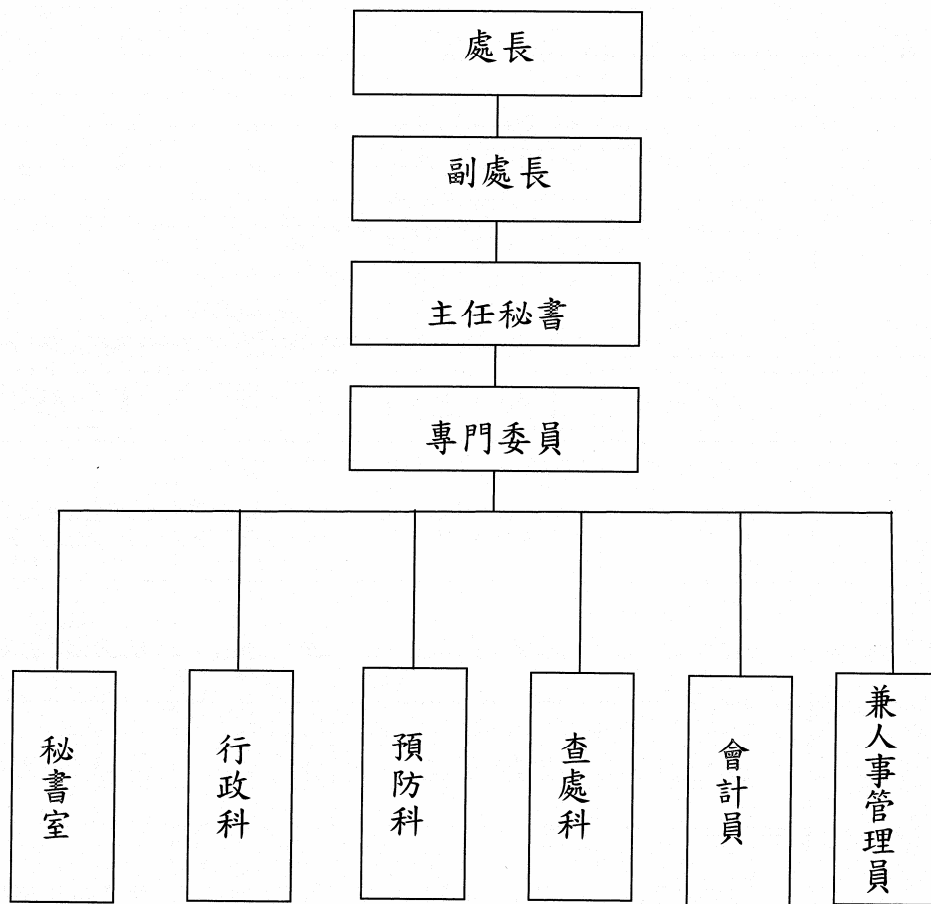 處長
副處長
主任秘書
專門委員
秘書室
行政科
預防科
查處科
會計員
兼人事管理員